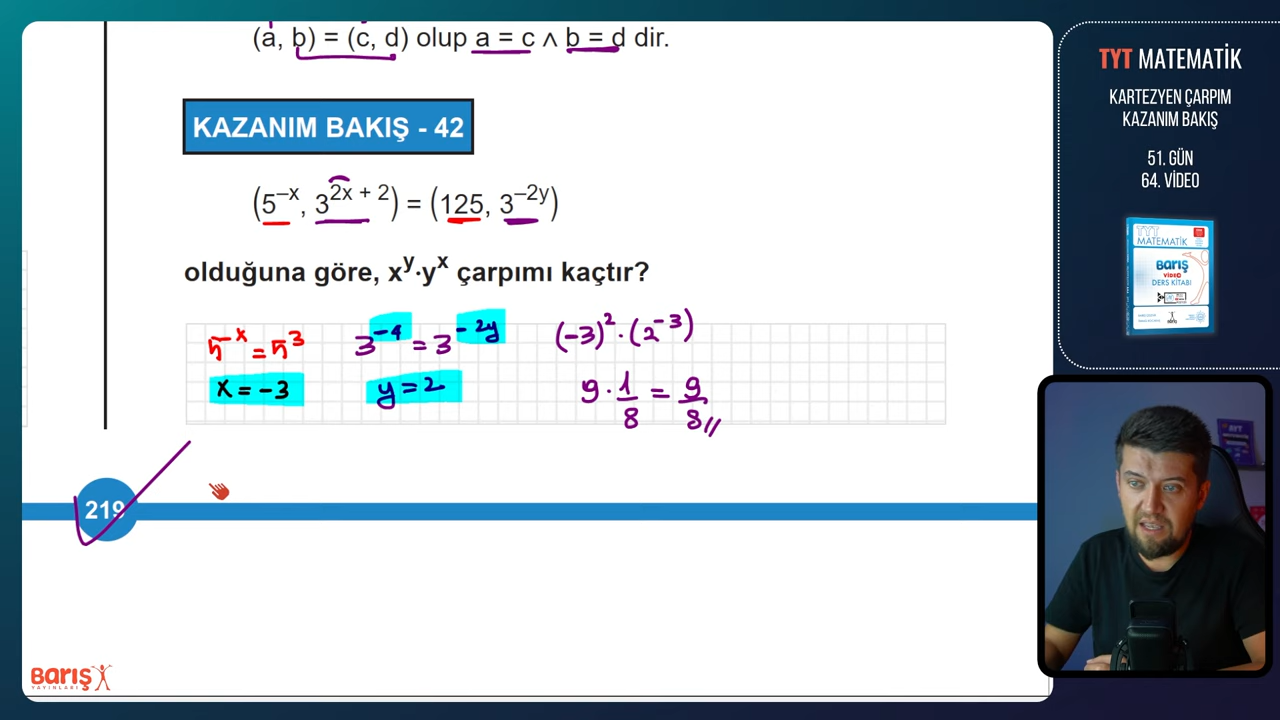 (a, b) = (c, d) olup a = c ∧ b = d dir.
KAZANIM BAKIŞ - 42
(5^–x, 3^2x + 2) = (125, 3^–2y)
olduğuna göre, x^y·y^x çarpımı kaçtır?
5^-x = 5^3
x = -3
3^-4 = 3^-2y
y = 2
(-3)^2 · (2^-3)
9 · 1/8 = 9/8 //
219
BARIŞ
YAYINLARI
TYT MATEMATİK
KARTEZYEN ÇARPIM
KAZANIM BAKIŞ
51. GÜN
64. VİDEO
TYT
MATEMATİK
BARIŞ
VİDEO
DERS KİTABI